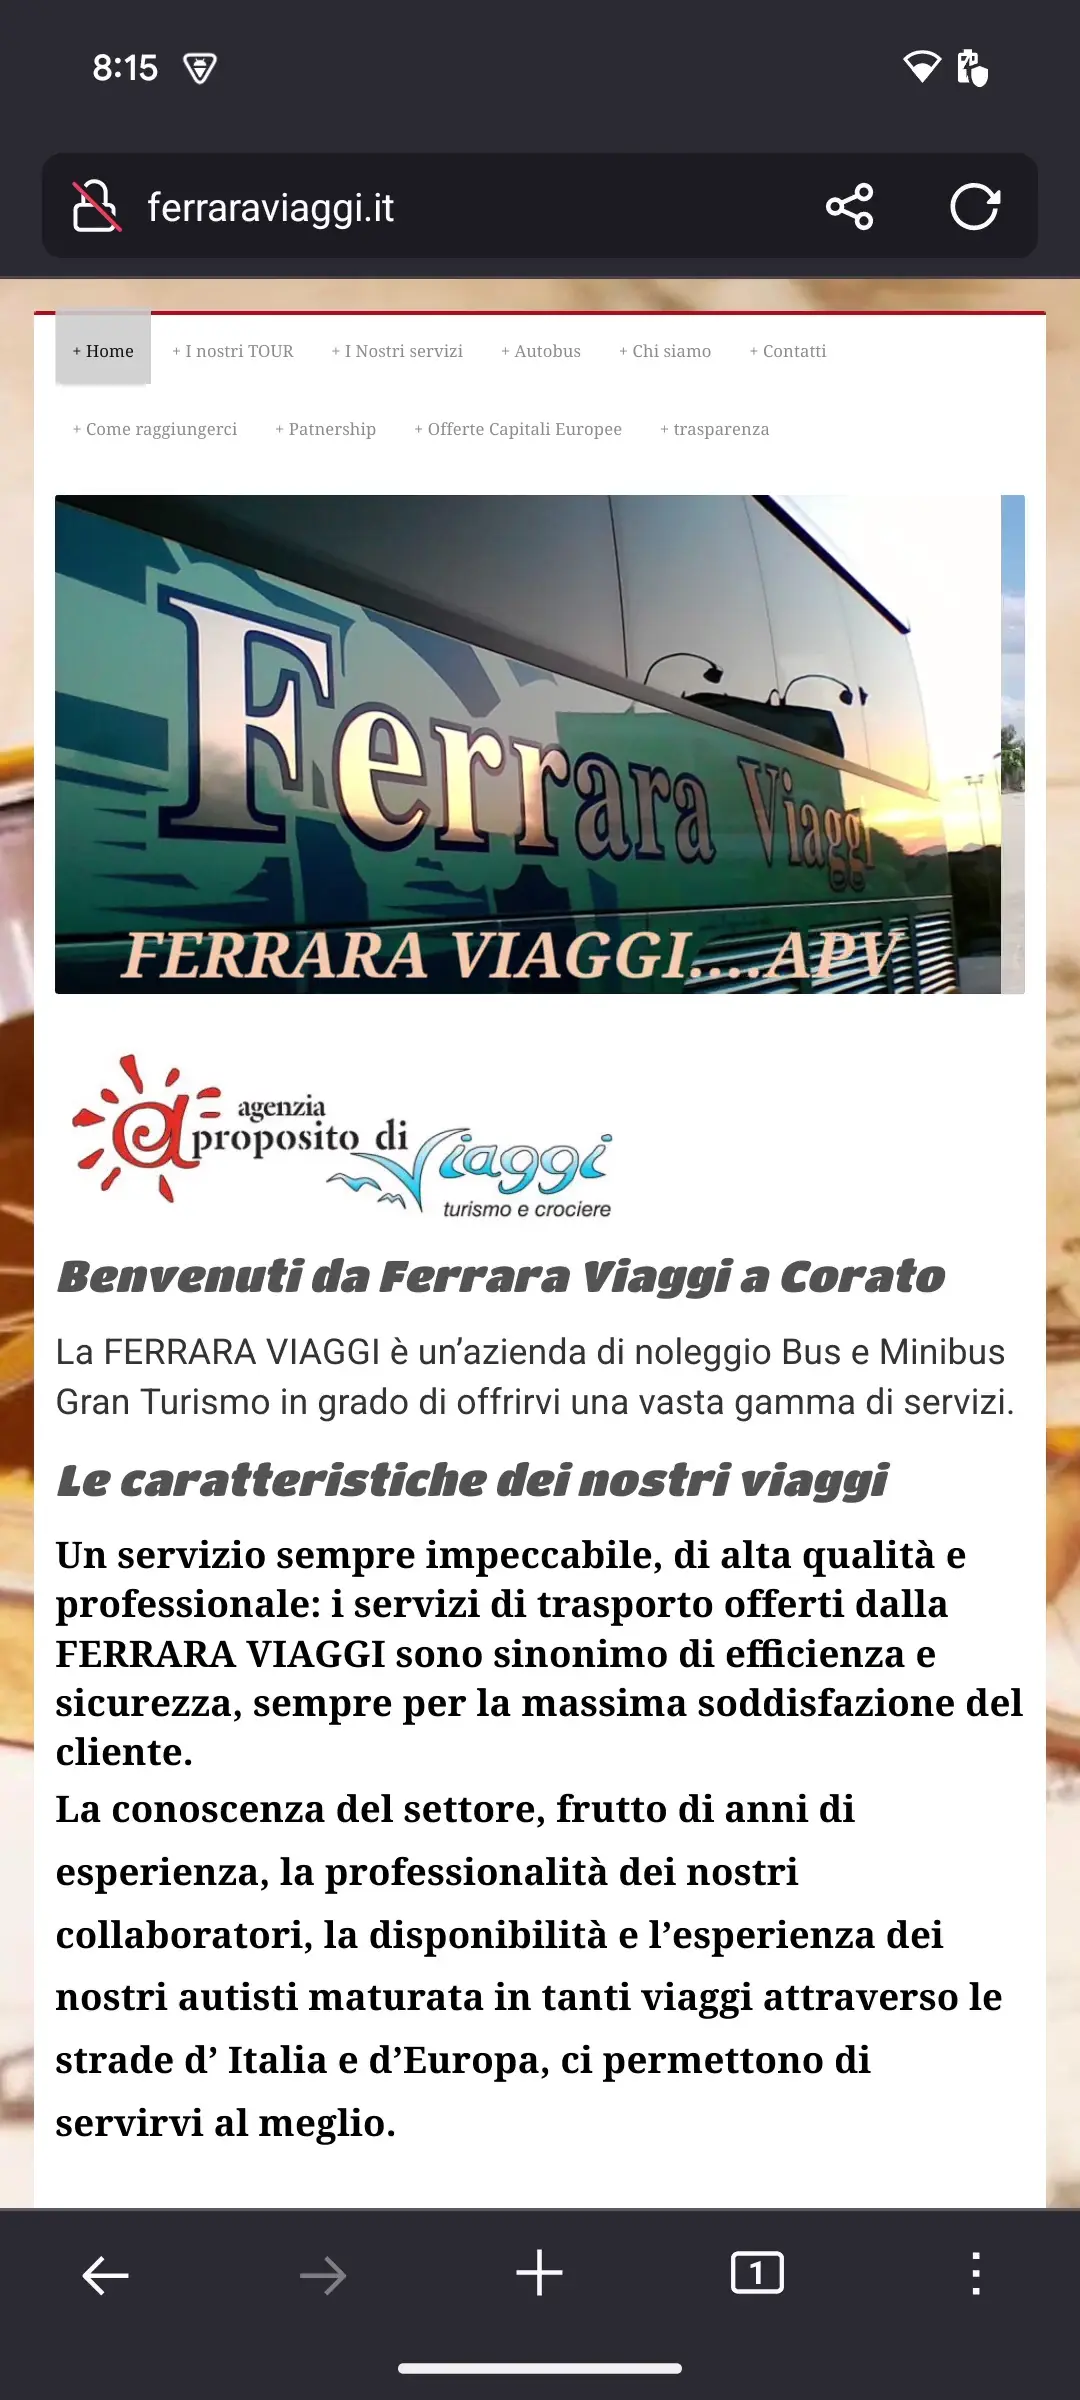 8:15
ferraraviaggi.it
+ Home + I nostri TOUR + I Nostri servizi + Autobus + Chi siamo + Contatti
+ Come raggiungerci + Patnership + Offerte Capitali Europee + trasparenza
Ferrara Viaggi
FERRARA VIAGGI....APV
agenzia
a proposito di
Viaggi
turismo e crociere
Benvenuti da Ferrara Viaggi a Corato
La FERRARA VIAGGI è un’azienda di noleggio Bus e Minibus
Gran Turismo in grado di offrirvi una vasta gamma di servizi.
Le caratteristiche dei nostri viaggi
Un servizio sempre impeccabile, di alta qualità e
professionale: i servizi di trasporto offerti dalla
FERRARA VIAGGI sono sinonimo di efficienza e
sicurezza, sempre per la massima soddisfazione del
cliente.
La conoscenza del settore, frutto di anni di
esperienza, la professionalità dei nostri
collaboratori, la disponibilità e l’esperienza dei
nostri autisti maturata in tanti viaggi attraverso le
strade d’ Italia e d’Europa, ci permettono di
servirvi al meglio.
1